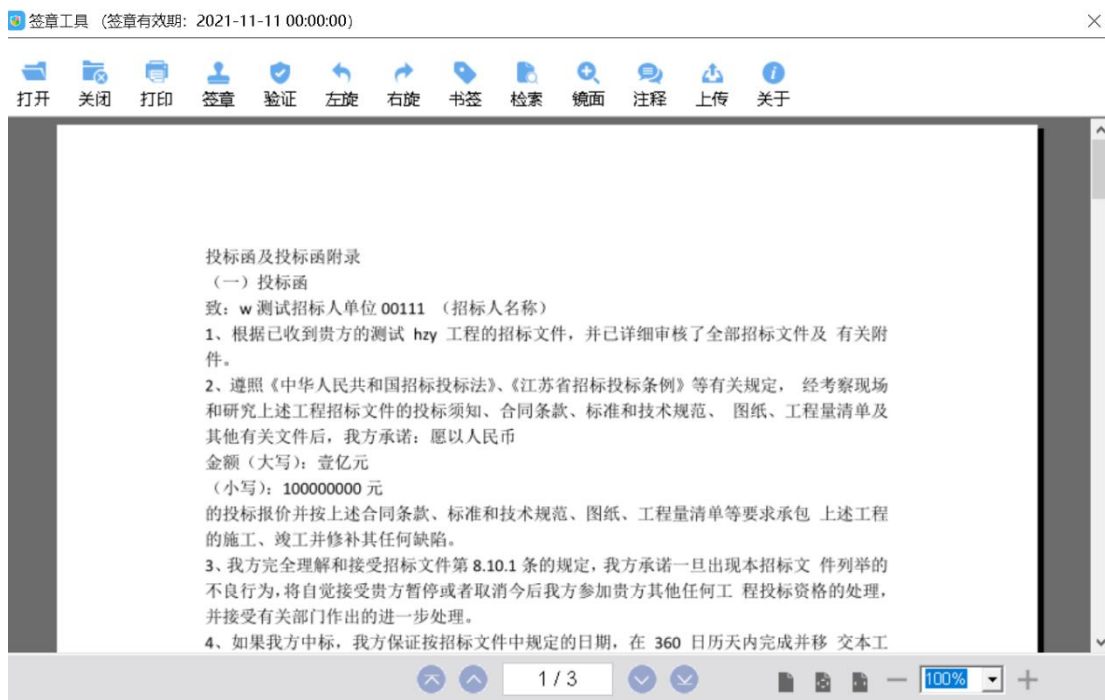 签章工具 （签章有效期：2021-11-11 00:00:00）
打开 关闭 打印 签章 验证 左旋 右旋 书签 检索 镜面 注释 上传 关于
投标函及投标函附录
（一）投标函
致：w 测试招标人单位 00111 （招标人名称）
1、根据已收到贵方的测试 hzy 工程的招标文件，并已详细审核了全部招标文件及 有关附
件。
2、遵照《中华人民共和国招标投标法》、《江苏省招标投标条例》等有关规定， 经考察现场
和研究上述工程招标文件的投标须知、合同条款、标准和技术规范、 图纸、工程量清单及
其他有关文件后，我方承诺：愿以人民币
金额（大写）：壹亿元
（小写）：100000000 元
的投标报价并按上述合同条款、标准和技术规范、图纸、工程量清单等要求承包 上述工程
的施工、竣工并修补其任何缺陷。
3、我方完全理解和接受招标文件第 8.10.1 条的规定，我方承诺一旦出现本招标文 件列举的
不良行为，将自觉接受贵方暂停或者取消今后我方参加贵方其他任何工 程投标资格的处理，
并接受有关部门作出的进一步处理。
4、如果我方中标，我方保证按招标文件中规定的日期，在 360 日历天内完成并移 交本工
1 / 3
100%